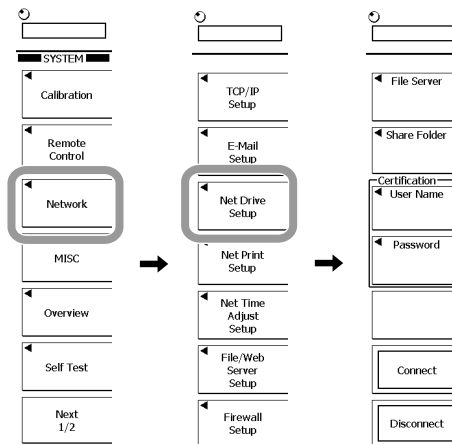 SYSTEM
Calibration
Remote
Control
Network
MISC
Overview
Self Test
Next
1/2
TCP/IP
Setup
E-Mail
Setup
Net Drive
Setup
Net Print
Setup
Net Time
Adjust
Setup
File/Web
Server
Setup
Firewall
Setup
File Server
Share Folder
Certification
User Name
Password
Connect
Disconnect